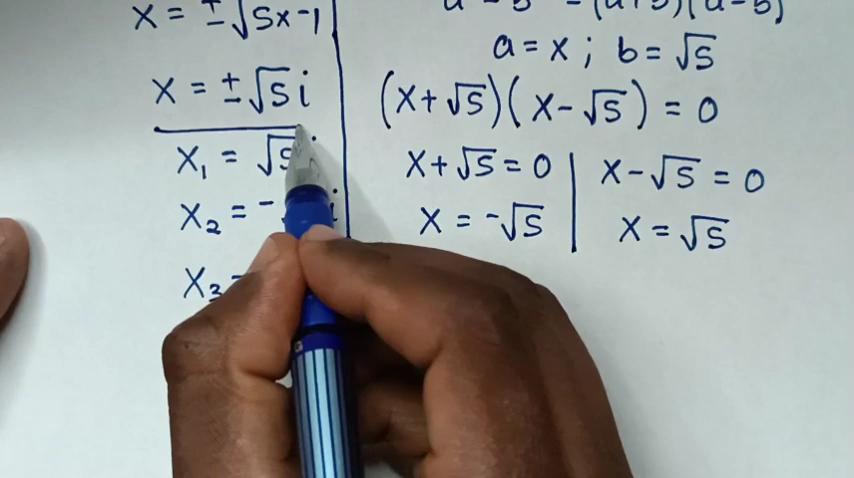 x = ±√5x-1
x = ±√5 i
x₁ = √5 i
x₂ = - i
x₃ =
a = x ; b = √5
(x+√5)(x-√5) = 0
x+√5 = 0 | x-√5 = 0
x = -√5 | x = √5